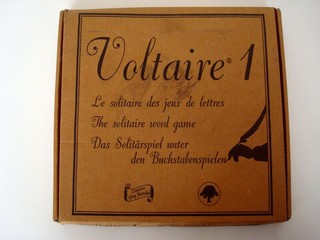 Voltaire® 1
Le solitaire des jeux de lettres
The solitaire word game
Das Solitärspiel unter
den Buchstabenspielen